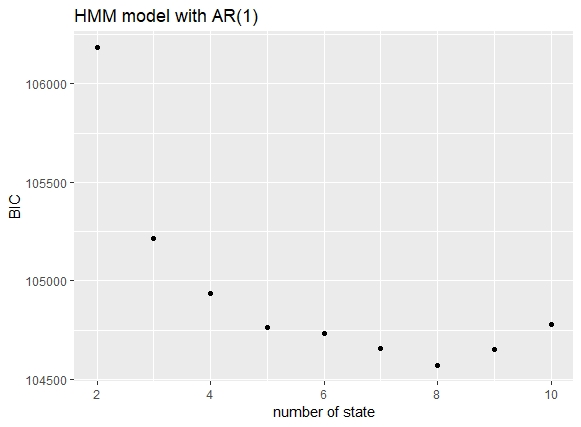 HMM model with AR(1)
106000
105500
105000
104500
BIC
2 4 6 8 10
number of state